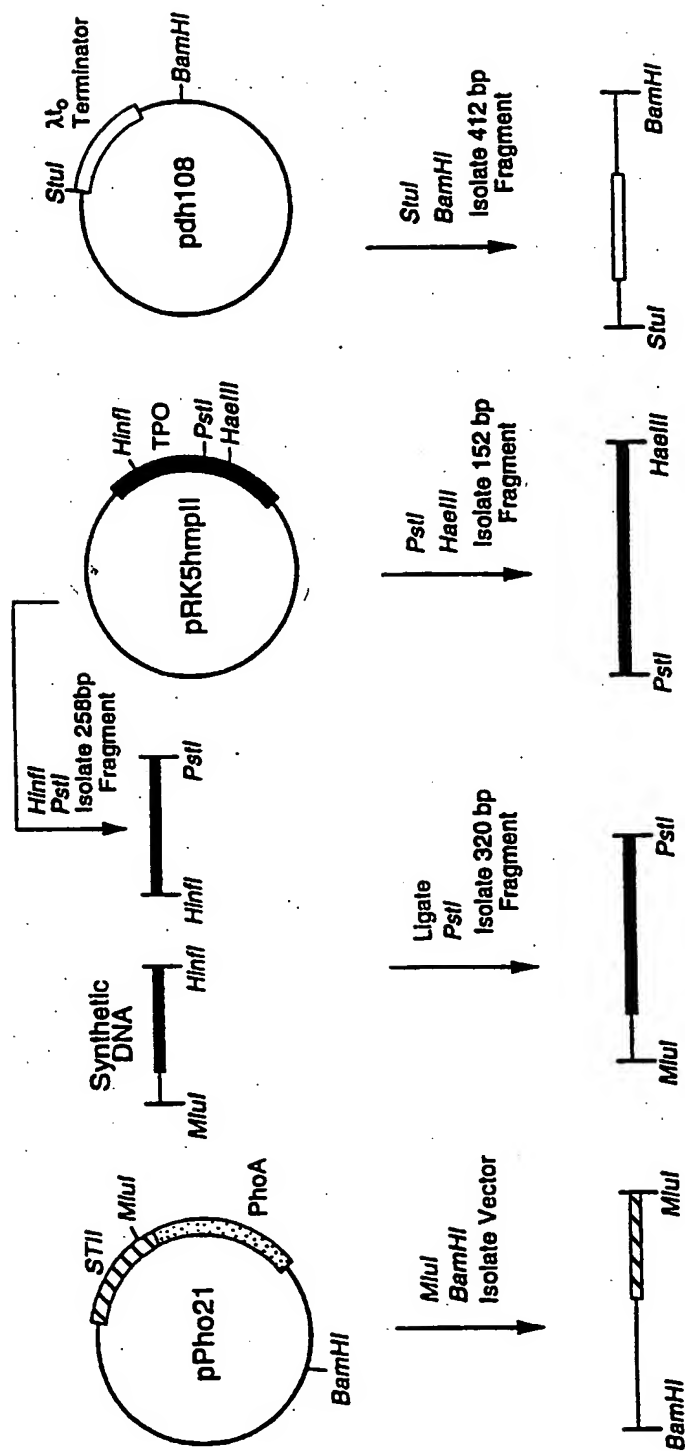 STII
MluI
PhoA
pPho21
BamHI
MluI
BamHI
Isolate Vector
BamHI
MluI
Synthetic
DNA
MluI
HinfI
HinfI
PstI
Isolate 258bp
Fragment
HinfI
PstI
Ligate
PstI
Isolate 320 bp
Fragment
MluI
PstI
HinfI
TPO
PstI
HaeIII
pRK5hmpII
PstI
HaeIII
Isolate 152 bp
Fragment
PstI
HaeIII
StuI
λt₀
Terminator
BamHI
pdh108
StuI
BamHI
Isolate 412 bp
Fragment
StuI
BamHI